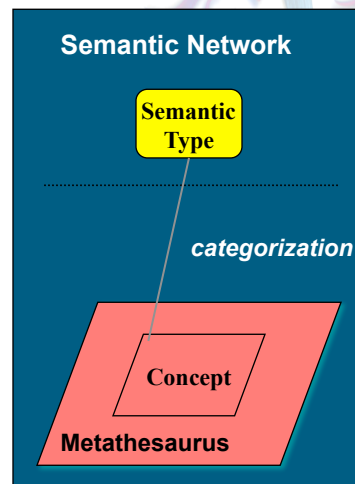 Semantic Network
Semantic
Type
categorization
Concept
Metathesaurus